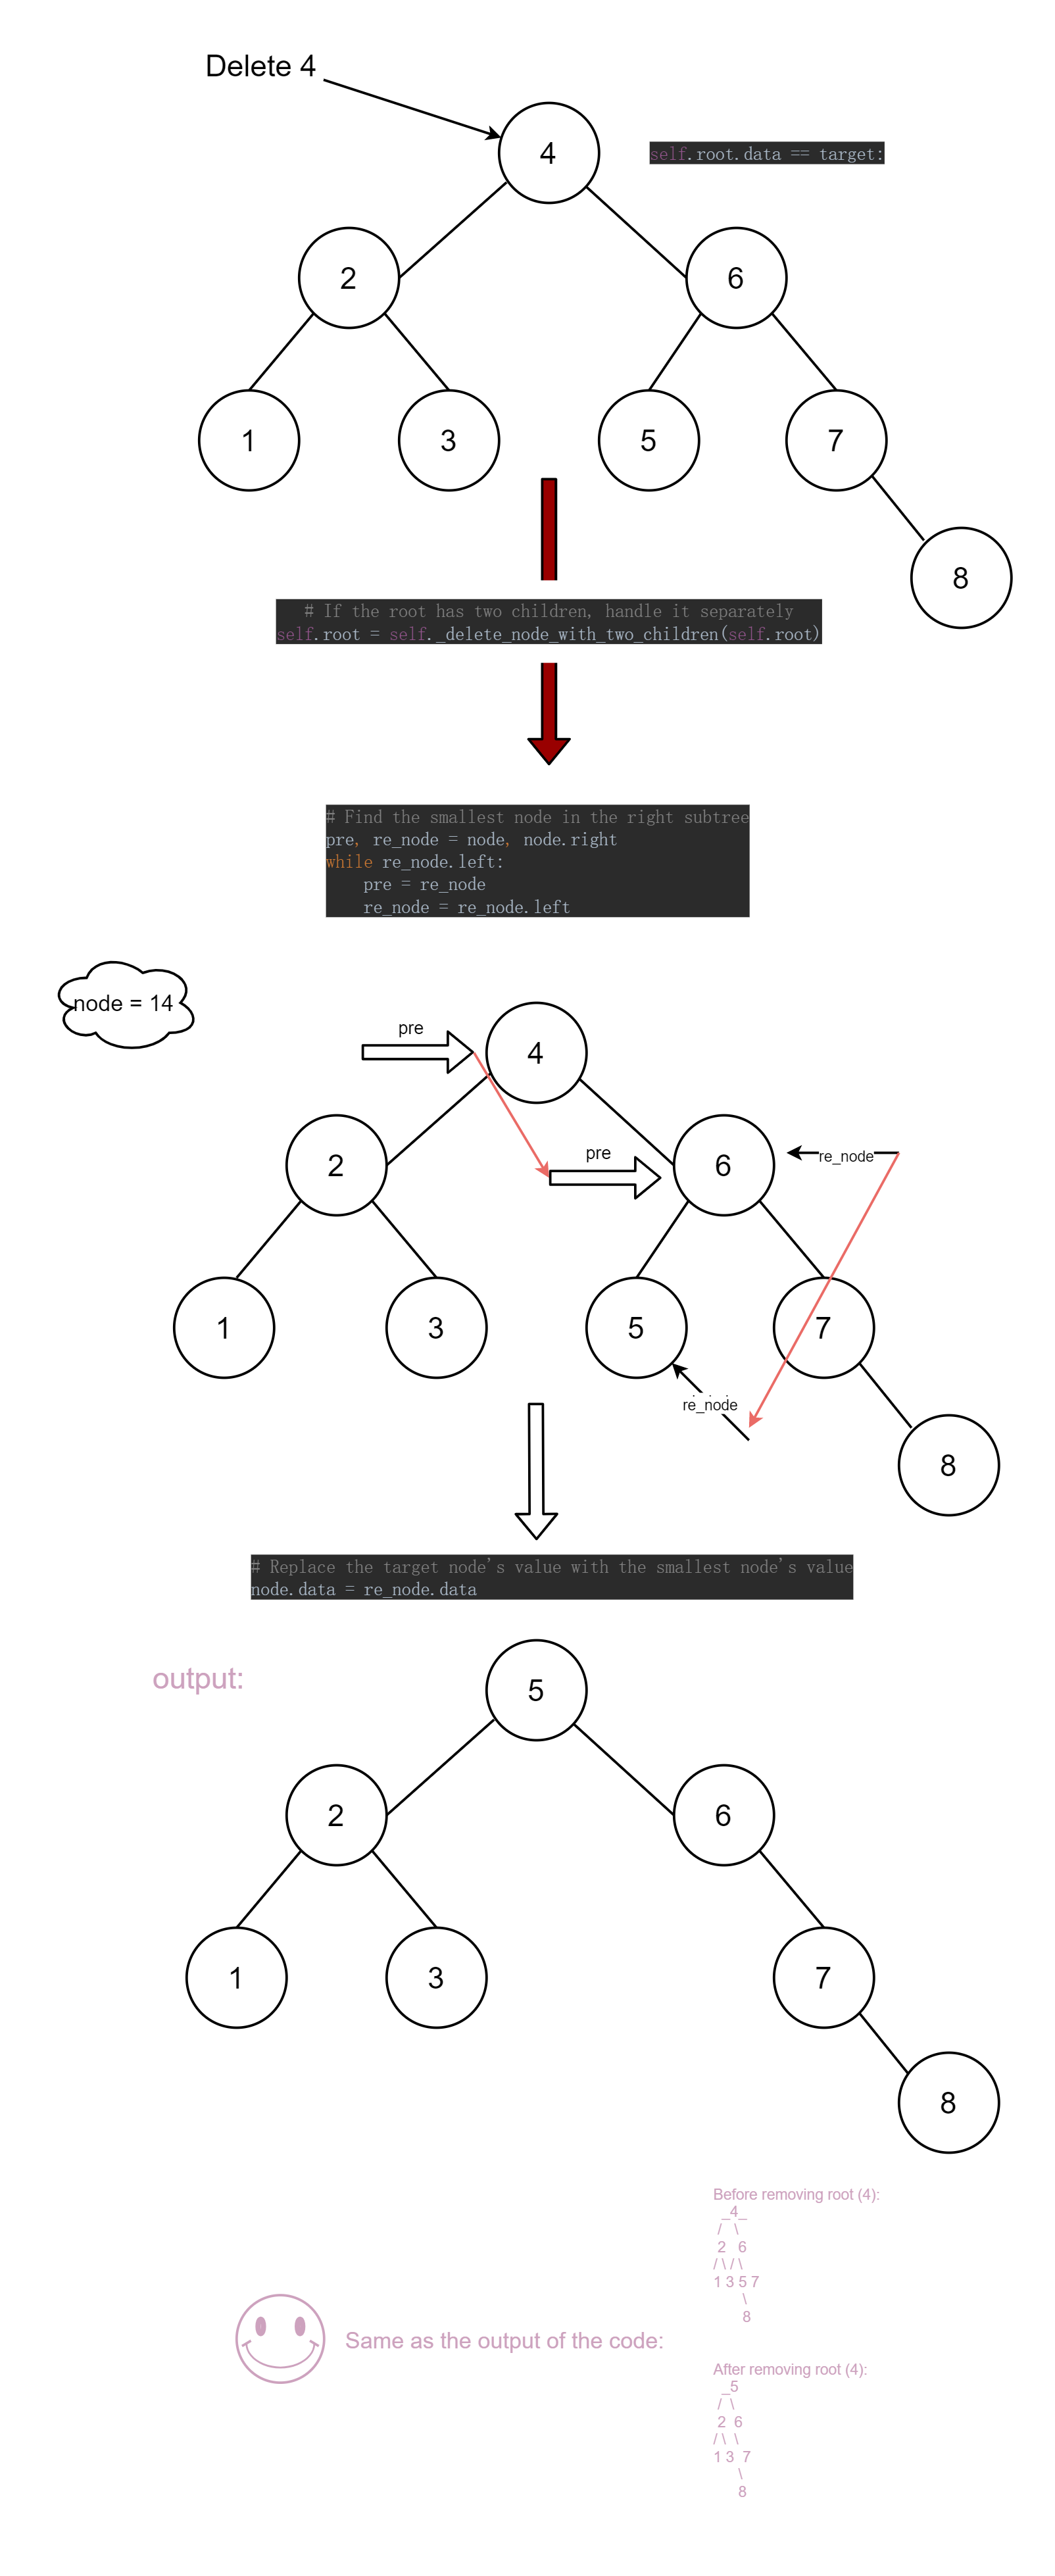 Delete 4
4
self.root.data == target:
2
6
1
3
5
7
8
# If the root has two children, handle it separately
self.root = self._delete_node_with_two_children(self.root)
# Find the smallest node in the right subtree
pre, re_node = node, node.right
while re_node.left:
    pre = re_node
    re_node = re_node.left
node = 14
pre
4
2
pre
6
re_node
1
3
5
7
re_node
8
# Replace the target node's value with the smallest node's value
node.data = re_node.data
output:
5
2
6
1
3
7
8
Before removing root (4):
  _4_
 /   \
 2   6
/ \ / \
1 3 5 7
       \
       8
Same as the output of the code:
After removing root (4):
  _5
 /  \
 2  6
/ \  \
1 3  7
      \
      8